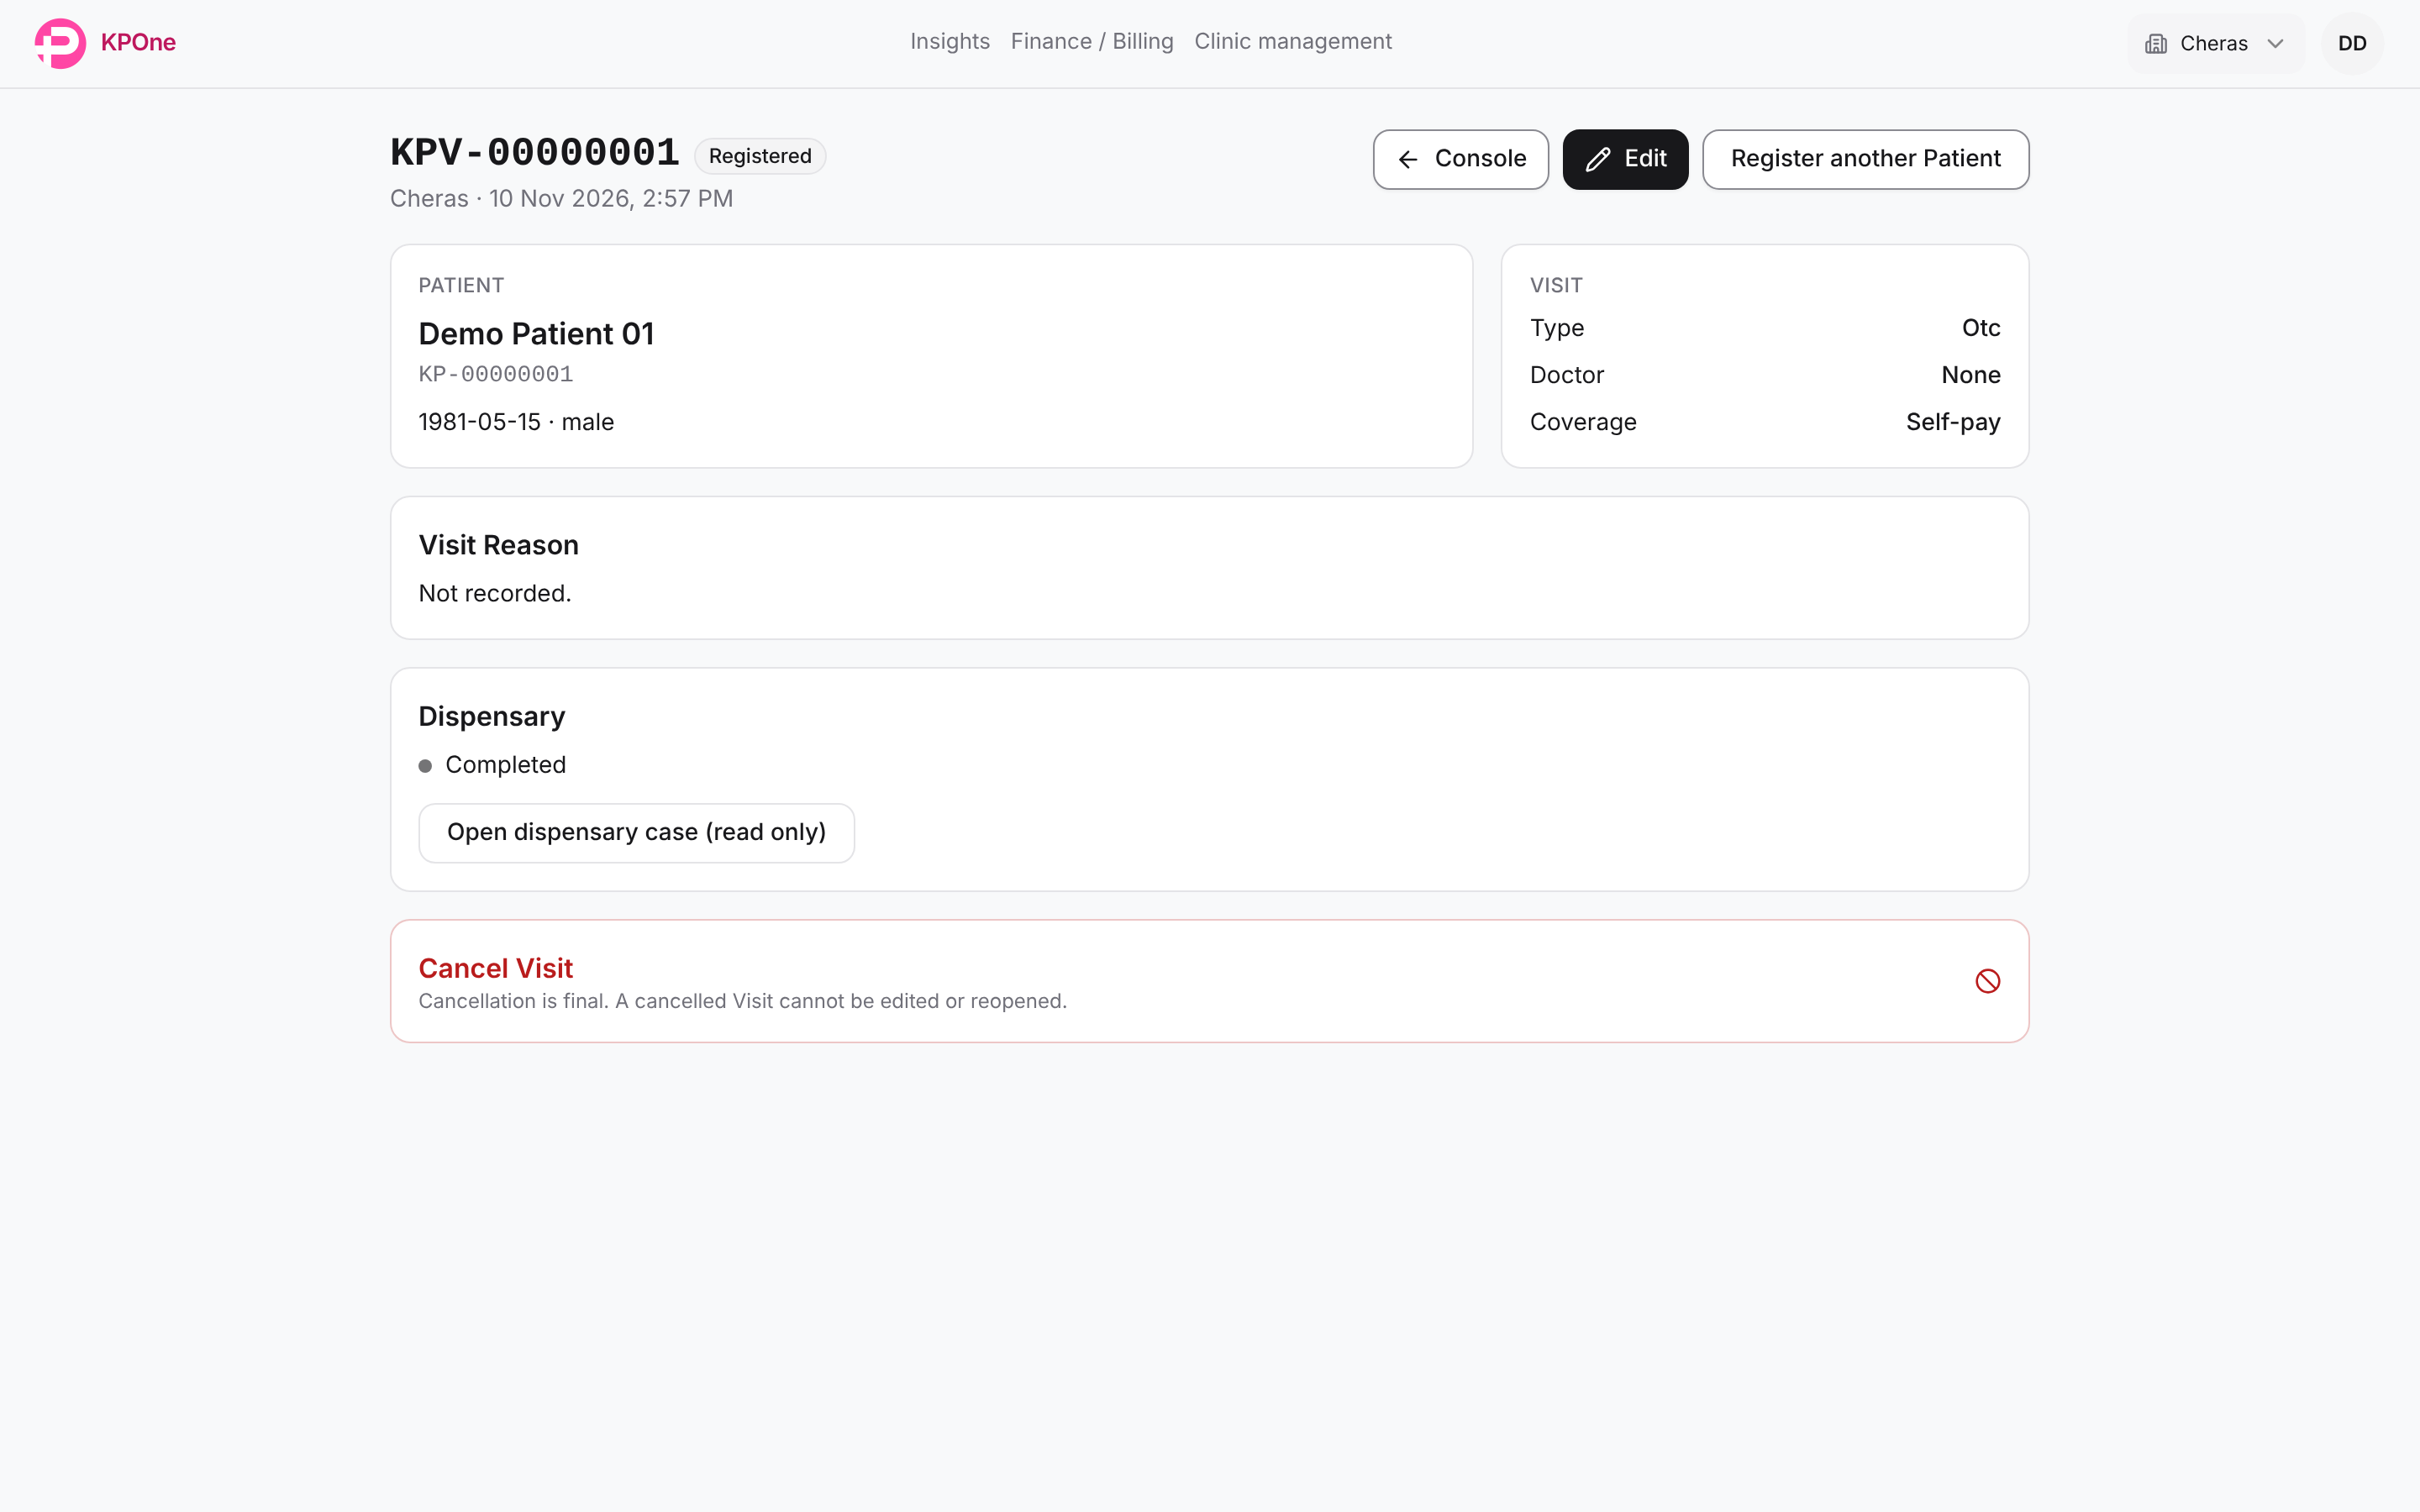 KPOne
Insights
Finance / Billing
Clinic management
Cheras
DD
KPV-00000001
Registered
Cheras · 10 Nov 2026, 2:57 PM
Console
Edit
Register another Patient
PATIENT
Demo Patient 01
KP-00000001
1981-05-15 · male
VISIT
Type Otc
Doctor None
Coverage Self-pay
Visit Reason
Not recorded.
Dispensary
Completed
Open dispensary case (read only)
Cancel Visit
Cancellation is final. A cancelled Visit cannot be edited or reopened.